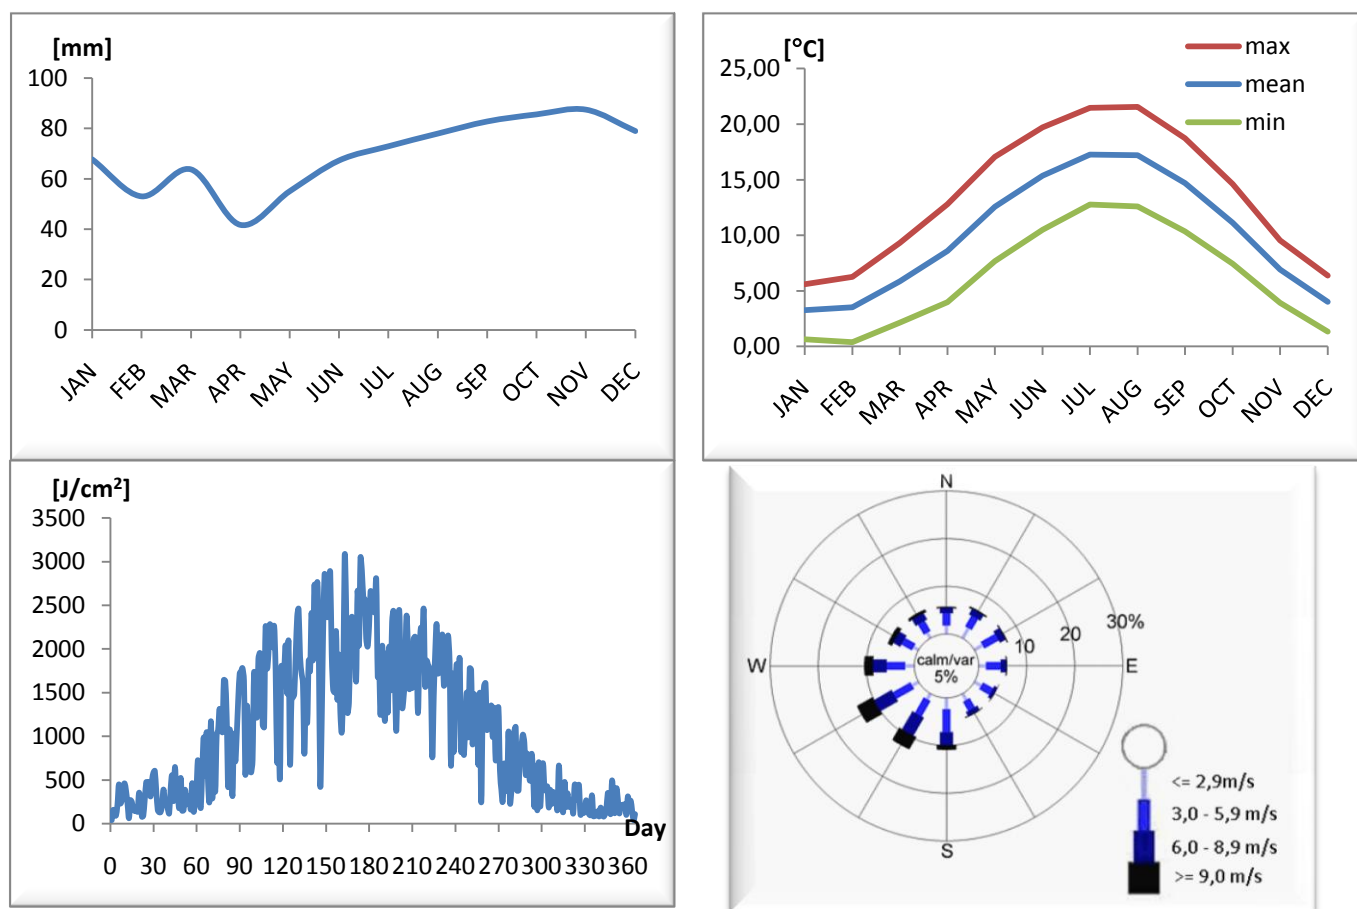 [mm]
100
80
60
40
20
0
JAN FEB MAR APR MAY JUN JUL AUG SEP OCT NOV DEC
[°C]
25,00
20,00
15,00
10,00
5,00
0,00
max
mean
min
JAN FEB MAR APR MAY JUN JUL AUG SEP OCT NOV DEC
[J/cm²]
3500
3000
2500
2000
1500
1000
500
0
Day
0 30 60 90 120 150 180 210 240 270 300 330 360
N
30%
20
10
W
calm/var
5%
E
S
<= 2,9m/s
3,0 - 5,9 m/s
6,0 - 8,9 m/s
>= 9,0 m/s